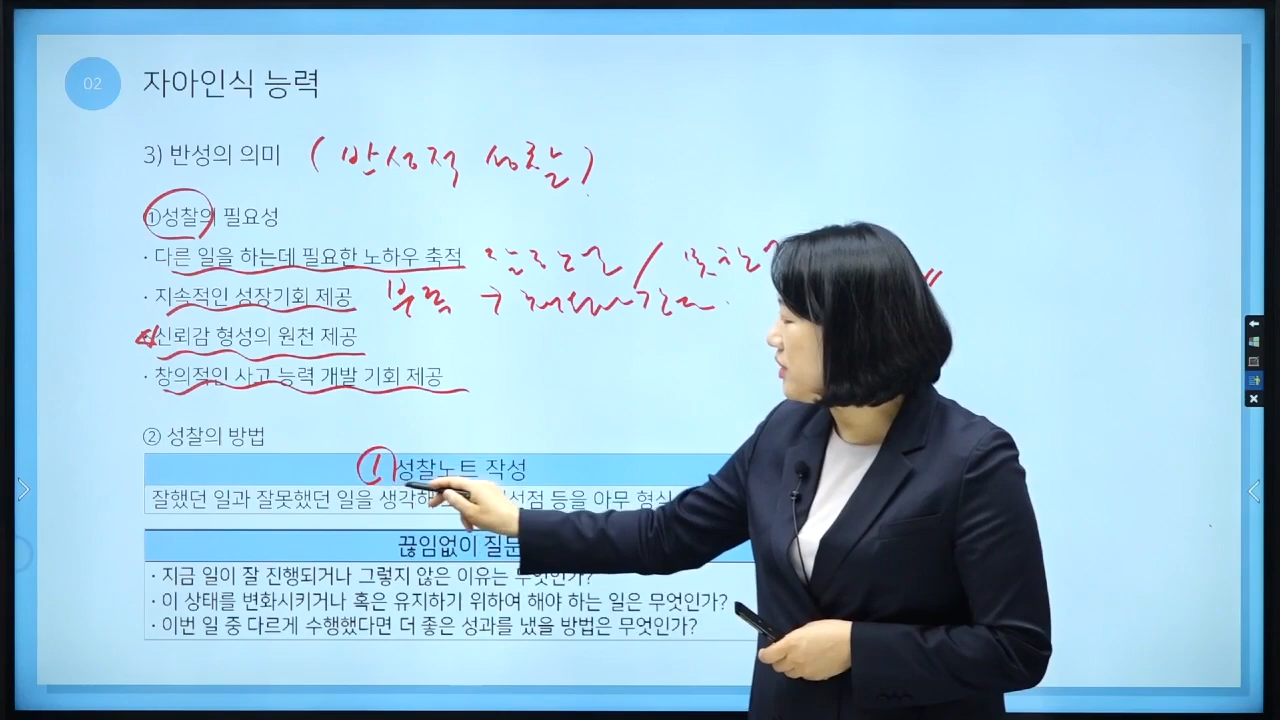 02 자아인식 능력
3) 반성의 의미 (반성적 성찰)
①성찰의 필요성
· 다른 일을 하는데 필요한 노하우 축적
· 지속적인 성장기회 제공 부족 →
신뢰감 형성의 원천 제공
· 창의적인 사고 능력 개발 기회 제공
② 성찰의 방법
① 성찰노트 작성
잘했던 일과 잘못했던 일을 점 등을 아무
끊임없이 질문
· 지금 일이 잘 진행되거나 그렇지 않은 이유는 무엇인가?
· 이 상태를 변화시키거나 혹은 유지하기 위하여 해야 하는 일은 무엇인가?
· 이번 일 중 다르게 수행했다면 더 좋은 성과를 냈을 방법은 무엇인가?